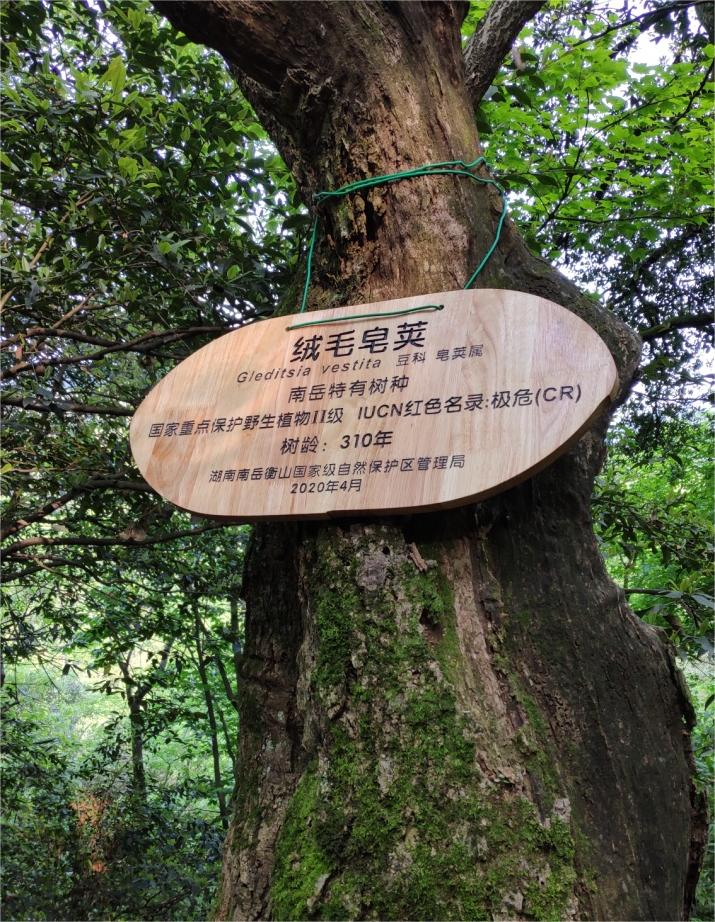 绒毛皂荚
Gleditsia vestita 豆科 皂荚属
南岳特有树种
国家重点保护野生植物II级 IUCN红色名录:极危(CR)
树龄：310年
湖南南岳衡山国家级自然保护区管理局
2020年4月